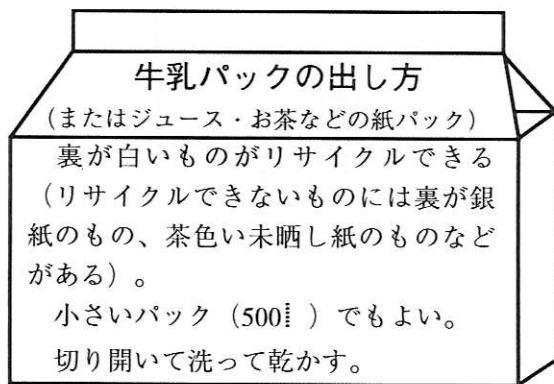 牛乳パックの出し方
(またはジュース・お茶などの紙パック)
裏が白いものがリサイクルできる
(リサイクルできないものには裏が銀
紙のもの、茶色い未晒し紙のものなど
がある)。
小さいパック(500 )でもよい。
切り開いて洗って乾かす。